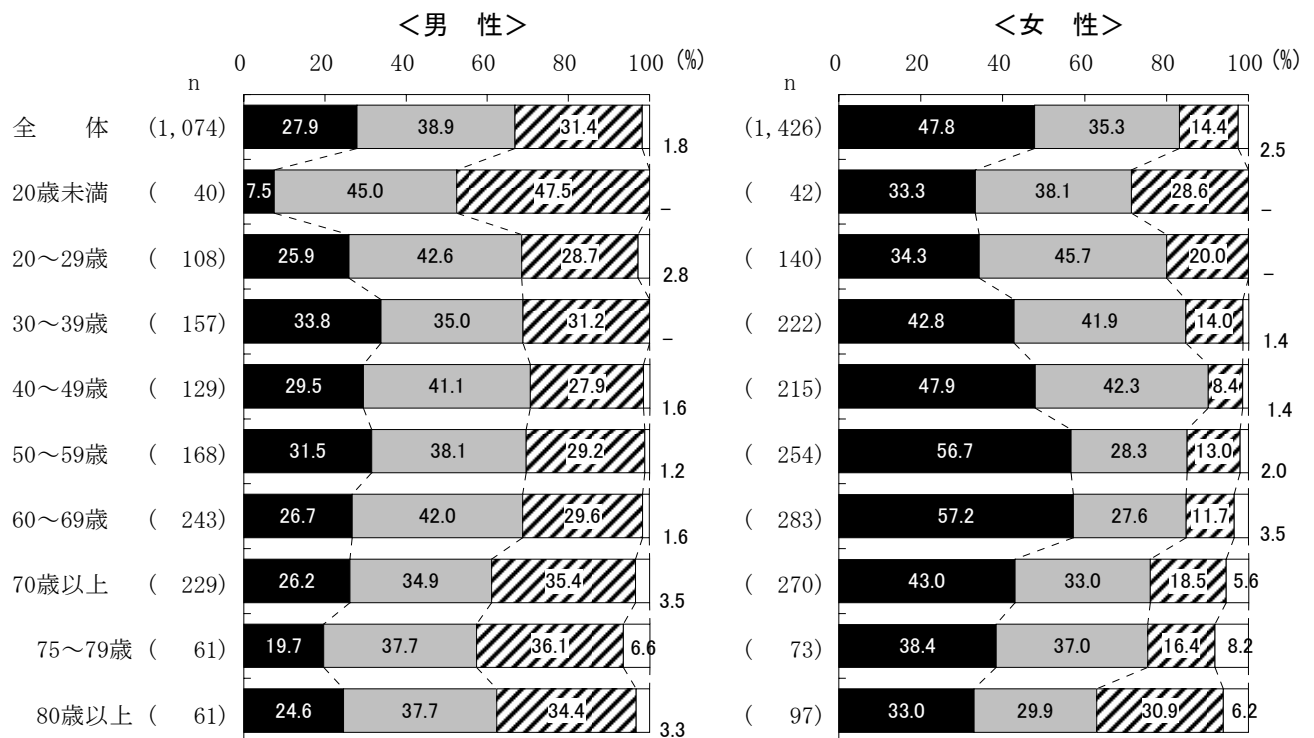 ＜男　性＞ ＜女　性＞
0 20 40 60 80 100 (%) 0 20 40 60 80 100 (%)
n n
全　体 (1,074) 27.9 38.9 31.4 1.8 (1,426) 47.8 35.3 14.4 2.5
20歳未満 ( 40) 7.5 45.0 47.5 － ( 42) 33.3 38.1 28.6 －
20～29歳 ( 108) 25.9 42.6 28.7 2.8 ( 140) 34.3 45.7 20.0 －
30～39歳 ( 157) 33.8 35.0 31.2 － ( 222) 42.8 41.9 14.0 1.4
40～49歳 ( 129) 29.5 41.1 27.9 1.6 ( 215) 47.9 42.3 8.4 1.4
50～59歳 ( 168) 31.5 38.1 29.2 1.2 ( 254) 56.7 28.3 13.0 2.0
60～69歳 ( 243) 26.7 42.0 29.6 1.6 ( 283) 57.2 27.6 11.7 3.5
70歳以上 ( 229) 26.2 34.9 35.4 3.5 ( 270) 43.0 33.0 18.5 5.6
75～79歳 ( 61) 19.7 37.7 36.1 6.6 ( 73) 38.4 37.0 16.4 8.2
80歳以上 ( 61) 24.6 37.7 34.4 3.3 ( 97) 33.0 29.9 30.9 6.2